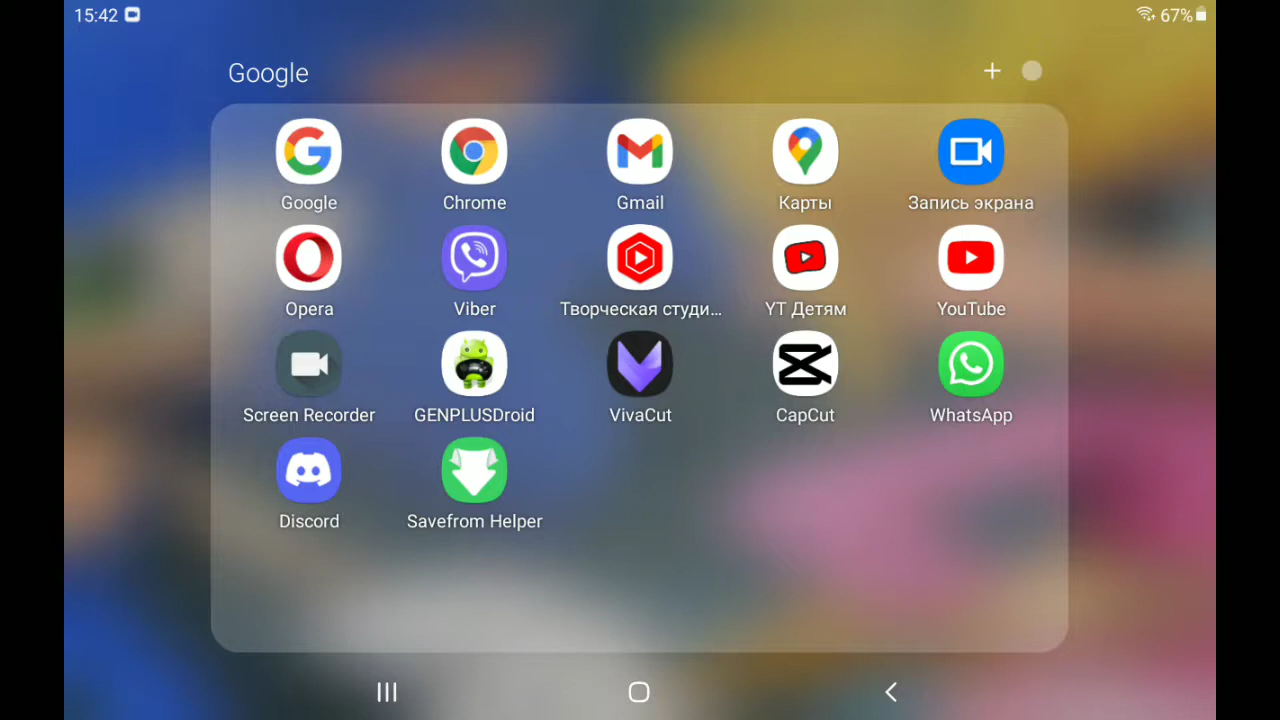 15:42
67%
Google
Google Chrome Gmail Карты Запись экрана
Opera Viber Творческая студи... YT Детям YouTube
Screen Recorder GENPLUSDroid VivaCut CapCut WhatsApp
Discord Savefrom Helper